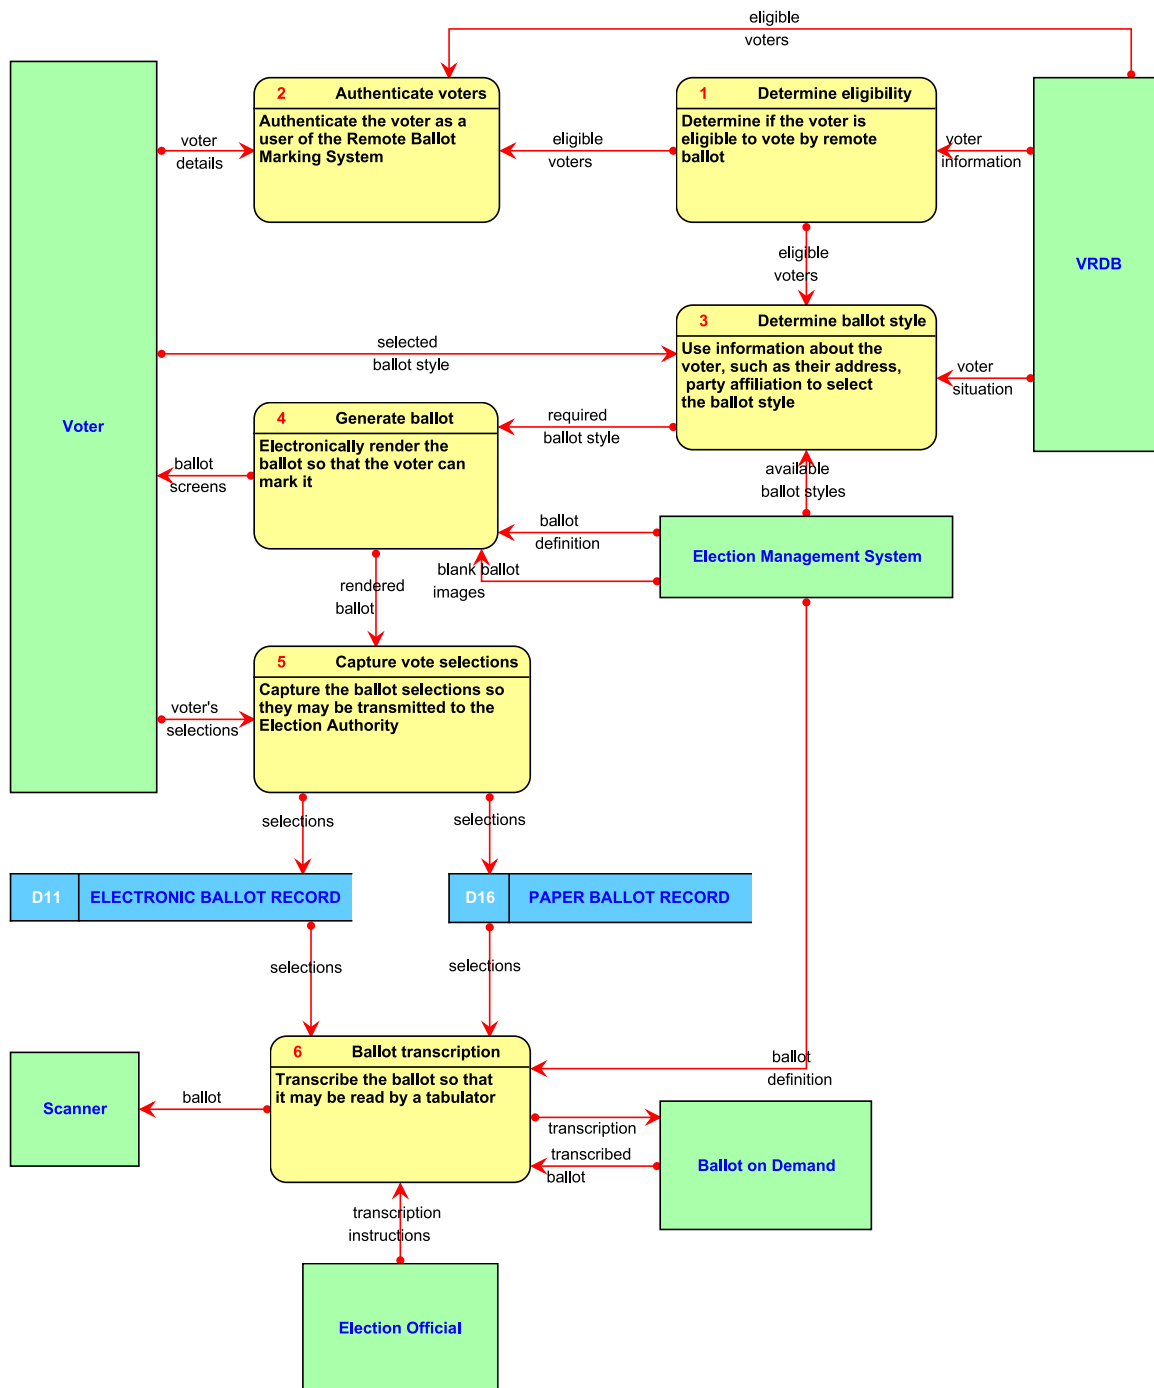 eligible
voters
2 Authenticate voters
Authenticate the voter as a
user of the Remote Ballot
Marking System
1 Determine eligibility
Determine if the voter is
eligible to vote by remote
ballot
voter
details
eligible
voters
voter
information
VRDB
eligible
voters
3 Determine ballot style
Use information about the
voter, such as their address,
party affiliation to select
the ballot style
selected
ballot style
voter
situation
Voter
4 Generate ballot
Electronically render the
ballot so that the voter can
mark it
required
ballot style
ballot
screens
available
ballot styles
ballot
definition
Election Management System
blank ballot
images
rendered
ballot
5 Capture vote selections
Capture the ballot selections so
they may be transmitted to the
Election Authority
voter's
selections
selections
selections
D11 ELECTRONIC BALLOT RECORD
D16 PAPER BALLOT RECORD
selections
selections
6 Ballot transcription
Transcribe the ballot so that
it may be read by a tabulator
ballot
definition
Scanner
ballot
transcription
transcribed
ballot
Ballot on Demand
transcription
instructions
Election Official